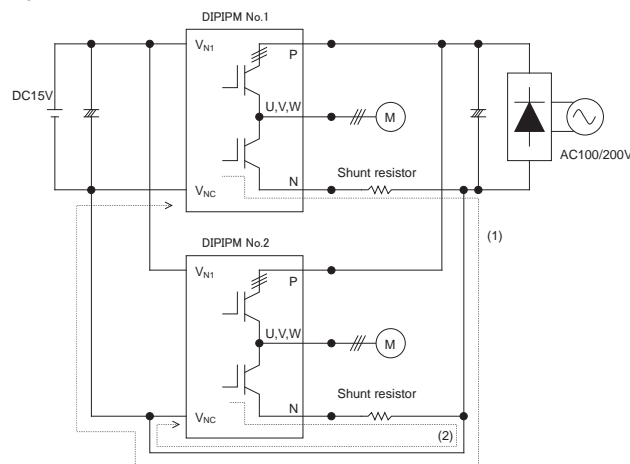 DIPIPM No.1
VN1
P
DC15V
U,V,W
M
AC100/200V
Shunt resistor
N
VNC
(1)
DIPIPM No.2
VN1
P
U,V,W
M
Shunt resistor
N
VNC
(2)